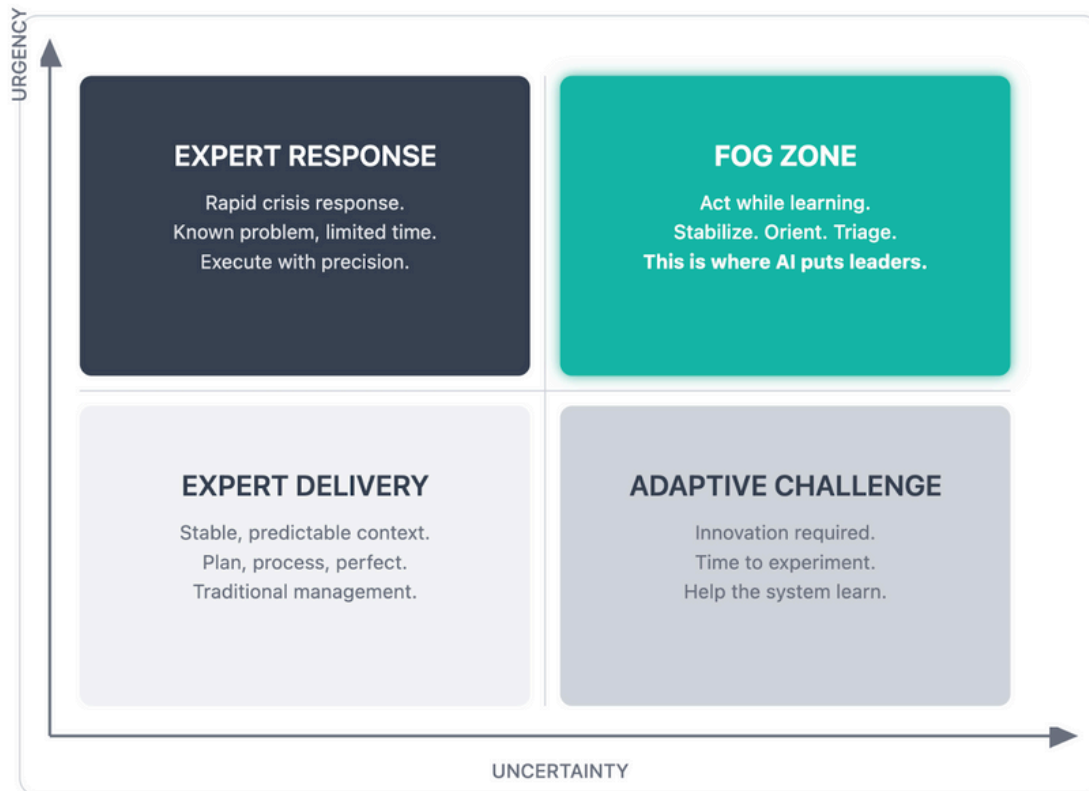 URGENCY
EXPERT RESPONSE
Rapid crisis response.
Known problem, limited time.
Execute with precision.
FOG ZONE
Act while learning.
Stabilize. Orient. Triage.
This is where AI puts leaders.
EXPERT DELIVERY
Stable, predictable context.
Plan, process, perfect.
Traditional management.
ADAPTIVE CHALLENGE
Innovation required.
Time to experiment.
Help the system learn.
UNCERTAINTY